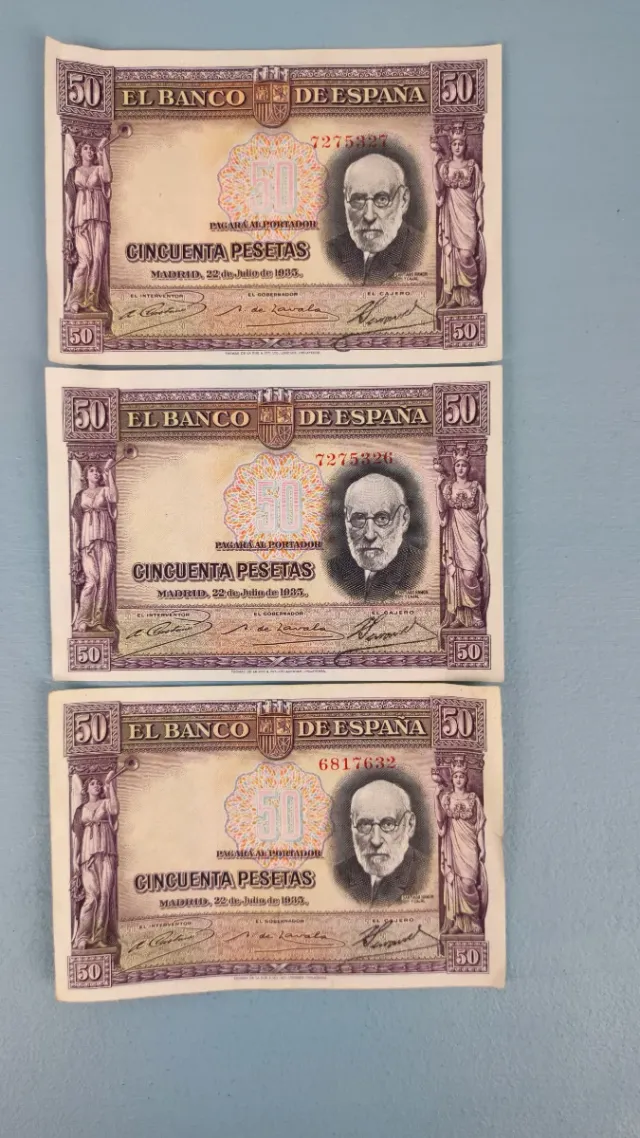 50 EL BANCO DE ESPAÑA 50
7275327
50
PAGARÁ AL PORTADOR
CINCUENTA PESETAS
MADRID, 22 de Julio de 1935.
EL INTERVENTOR EL GOBERNADOR EL CAJERO
50 50
50 EL BANCO DE ESPAÑA 50
7275326
50
PAGARÁ AL PORTADOR
CINCUENTA PESETAS
MADRID, 22 de Julio de 1935.
EL INTERVENTOR EL GOBERNADOR EL CAJERO
50 50
50 EL BANCO DE ESPAÑA 50
6817632
50
PAGARÁ AL PORTADOR
CINCUENTA PESETAS
MADRID, 22 de Julio de 1935.
EL INTERVENTOR EL GOBERNADOR EL CAJERO
50 50